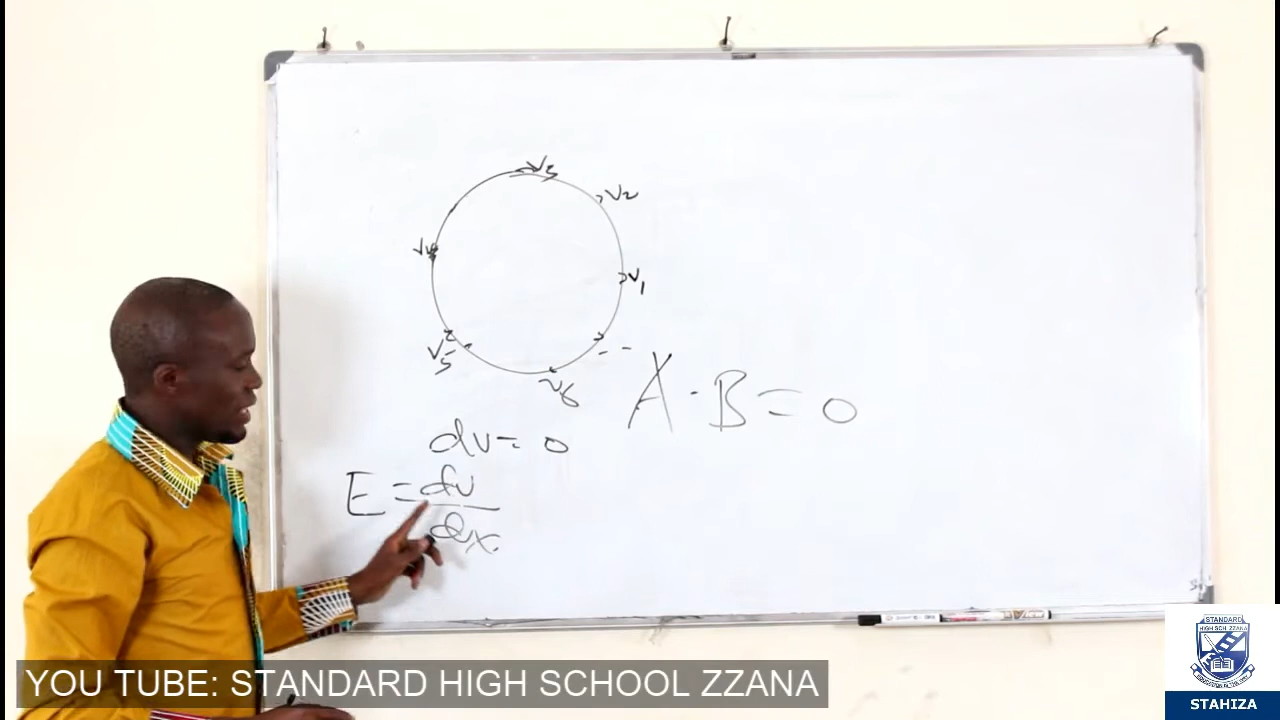 V3
V2
V4
V1
V5
V6
A · B = 0
dv = 0
E = dv
dx
YOU TUBE: STANDARD HIGH SCHOOL ZZANA
STANDARD
HIGH SCHOOL ZZANA
STAHIZA